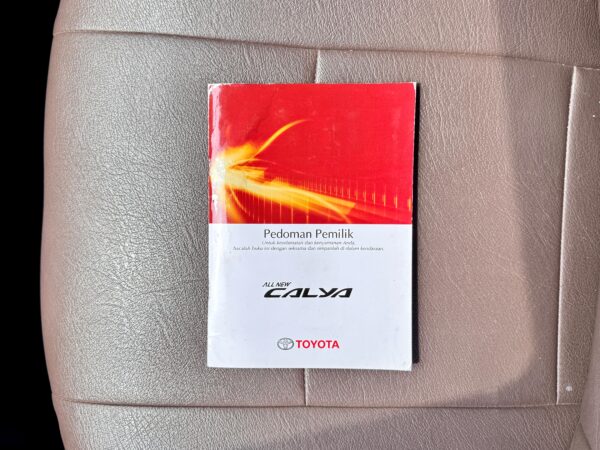 Pedoman Pemilik
Untuk keselamatan dan kenyamanan Anda,
bacalah buku ini dengan seksama dan simpanlah di dalam kendaraan.
ALL NEW
CALYA
TOYOTA